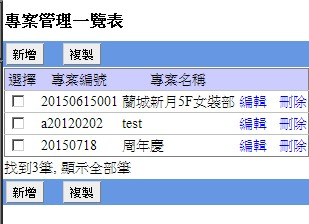 專案管理一覽表
新增 複製
選擇 專案編號 專案名稱
20150615001 蘭城新月5F女裝部 編輯 刪除
a20120202 test 編輯 刪除
20150718 周年慶 編輯 刪除
找到3筆, 顯示全部筆
新增 複製